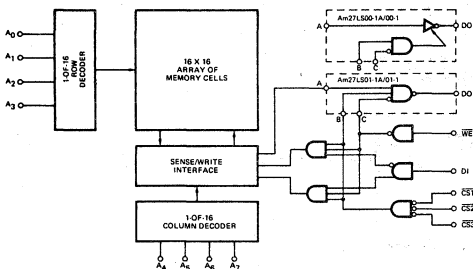 Am27LS00-1A/00-1
A
DO
B
C
Am27LS01-1A/01-1
A
DO
B
C
A0
A1
A2
A3
1-OF-16
ROW
DECODER
16 X 16
ARRAY OF
MEMORY CELLS
SENSE/WRITE
INTERFACE
1-OF-16
COLUMN DECODER
A4
A5
A6
A7
WE
DI
CS1
CS2
CS3